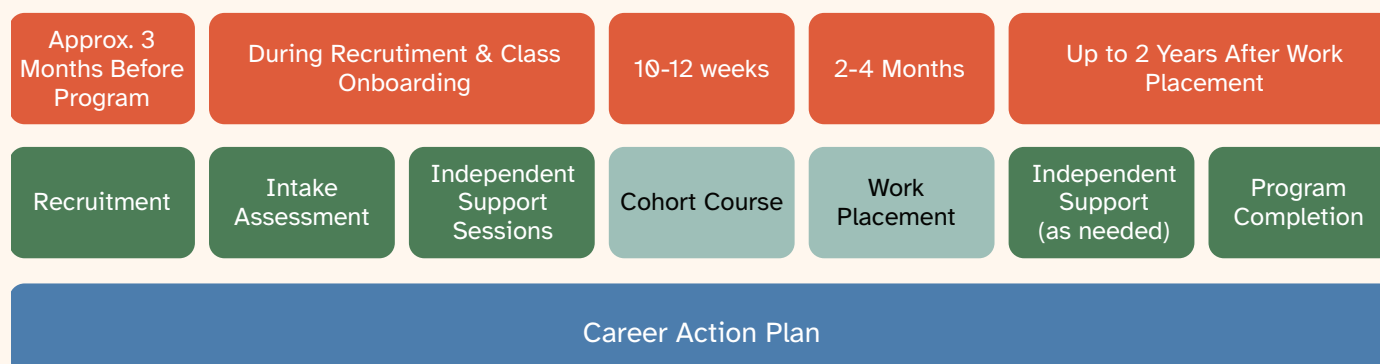 Approx. 3
Months Before
Program
During Recrutiment & Class
Onboarding
10-12 weeks
2-4 Months
Up to 2 Years After Work
Placement
Recruitment
Intake
Assessment
Independent
Support
Sessions
Cohort Course
Work
Placement
Independent
Support
(as needed)
Program
Completion
Career Action Plan